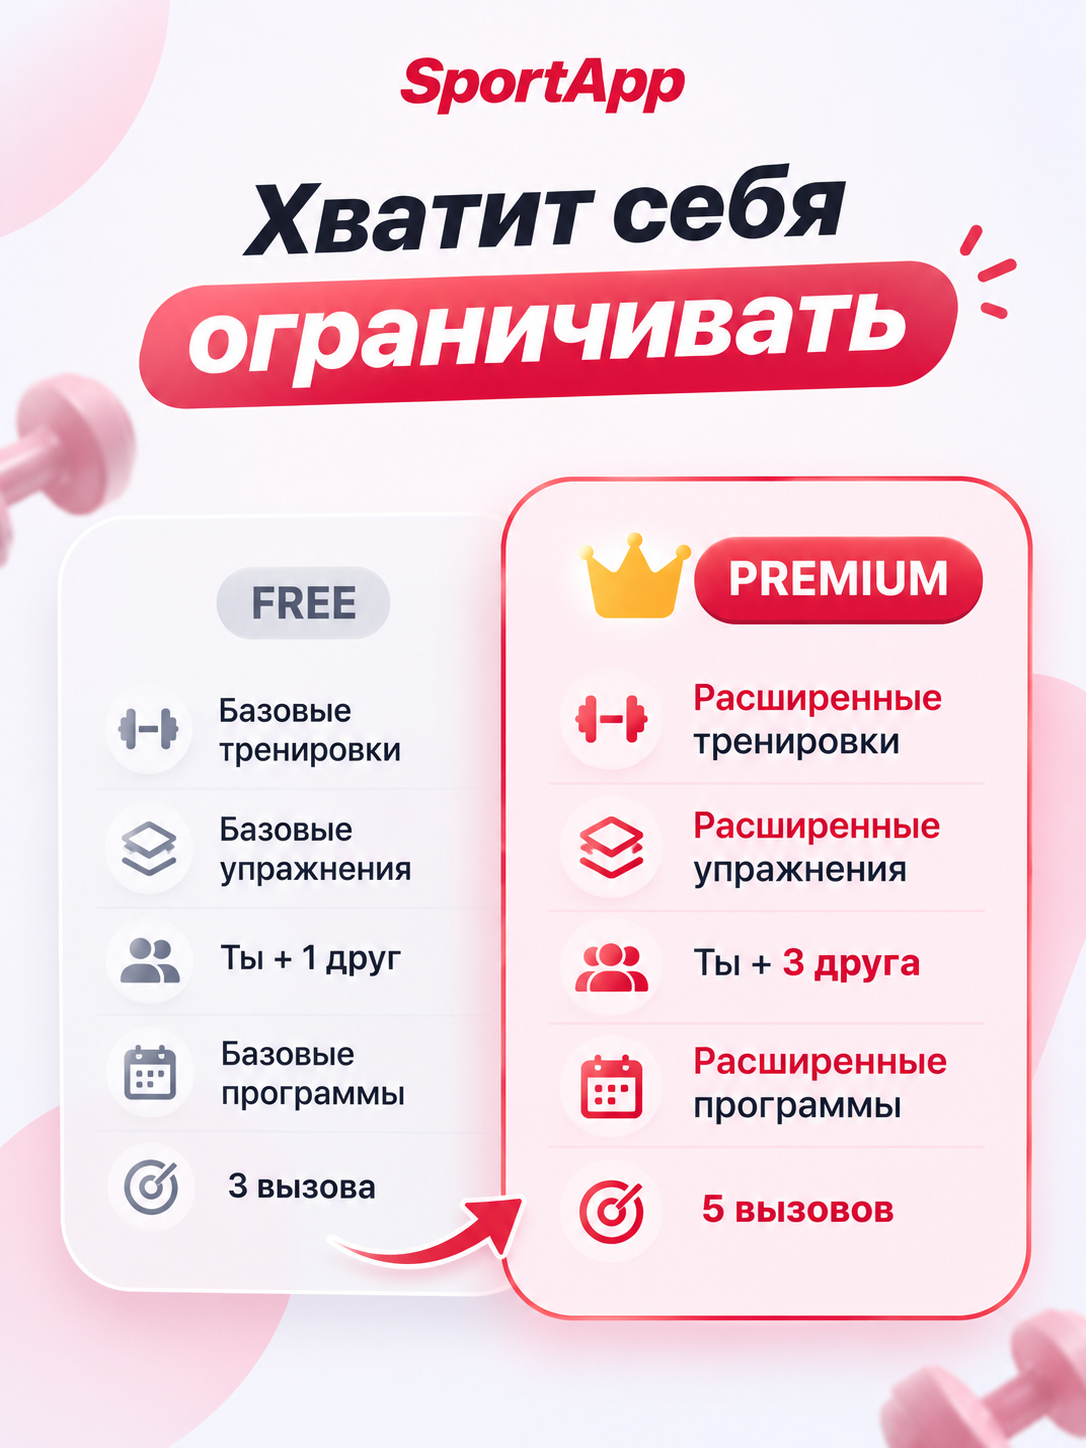 SportApp
Хватит себя
ограничивать
FREE
Базовые
тренировки
Базовые
упражнения
Ты + 1 друг
Базовые
программы
3 вызова
PREMIUM
Расширенные
тренировки
Расширенные
упражнения
Ты + 3 друга
Расширенные
программы
5 вызовов